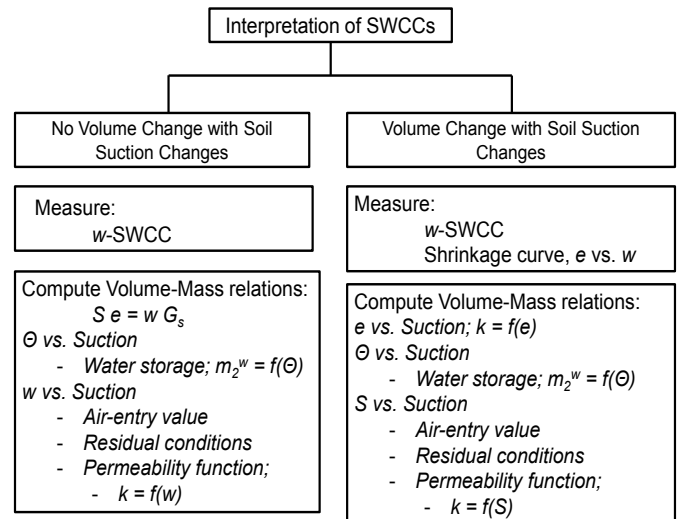 Interpretation of SWCCs
No Volume Change with Soil
Suction Changes
Measure:
w-SWCC
Compute Volume-Mass relations:
S e = w Gₛ
Θ vs. Suction
- Water storage; m₂ʷ = f(Θ)
w vs. Suction
- Air-entry value
- Residual conditions
- Permeability function;
- k = f(w)
Volume Change with Soil Suction
Changes
Measure:
w-SWCC
Shrinkage curve, e vs. w
Compute Volume-Mass relations:
e vs. Suction; k = f(e)
Θ vs. Suction
- Water storage; m₂ʷ = f(Θ)
S vs. Suction
- Air-entry value
- Residual conditions
- Permeability function;
- k = f(S)